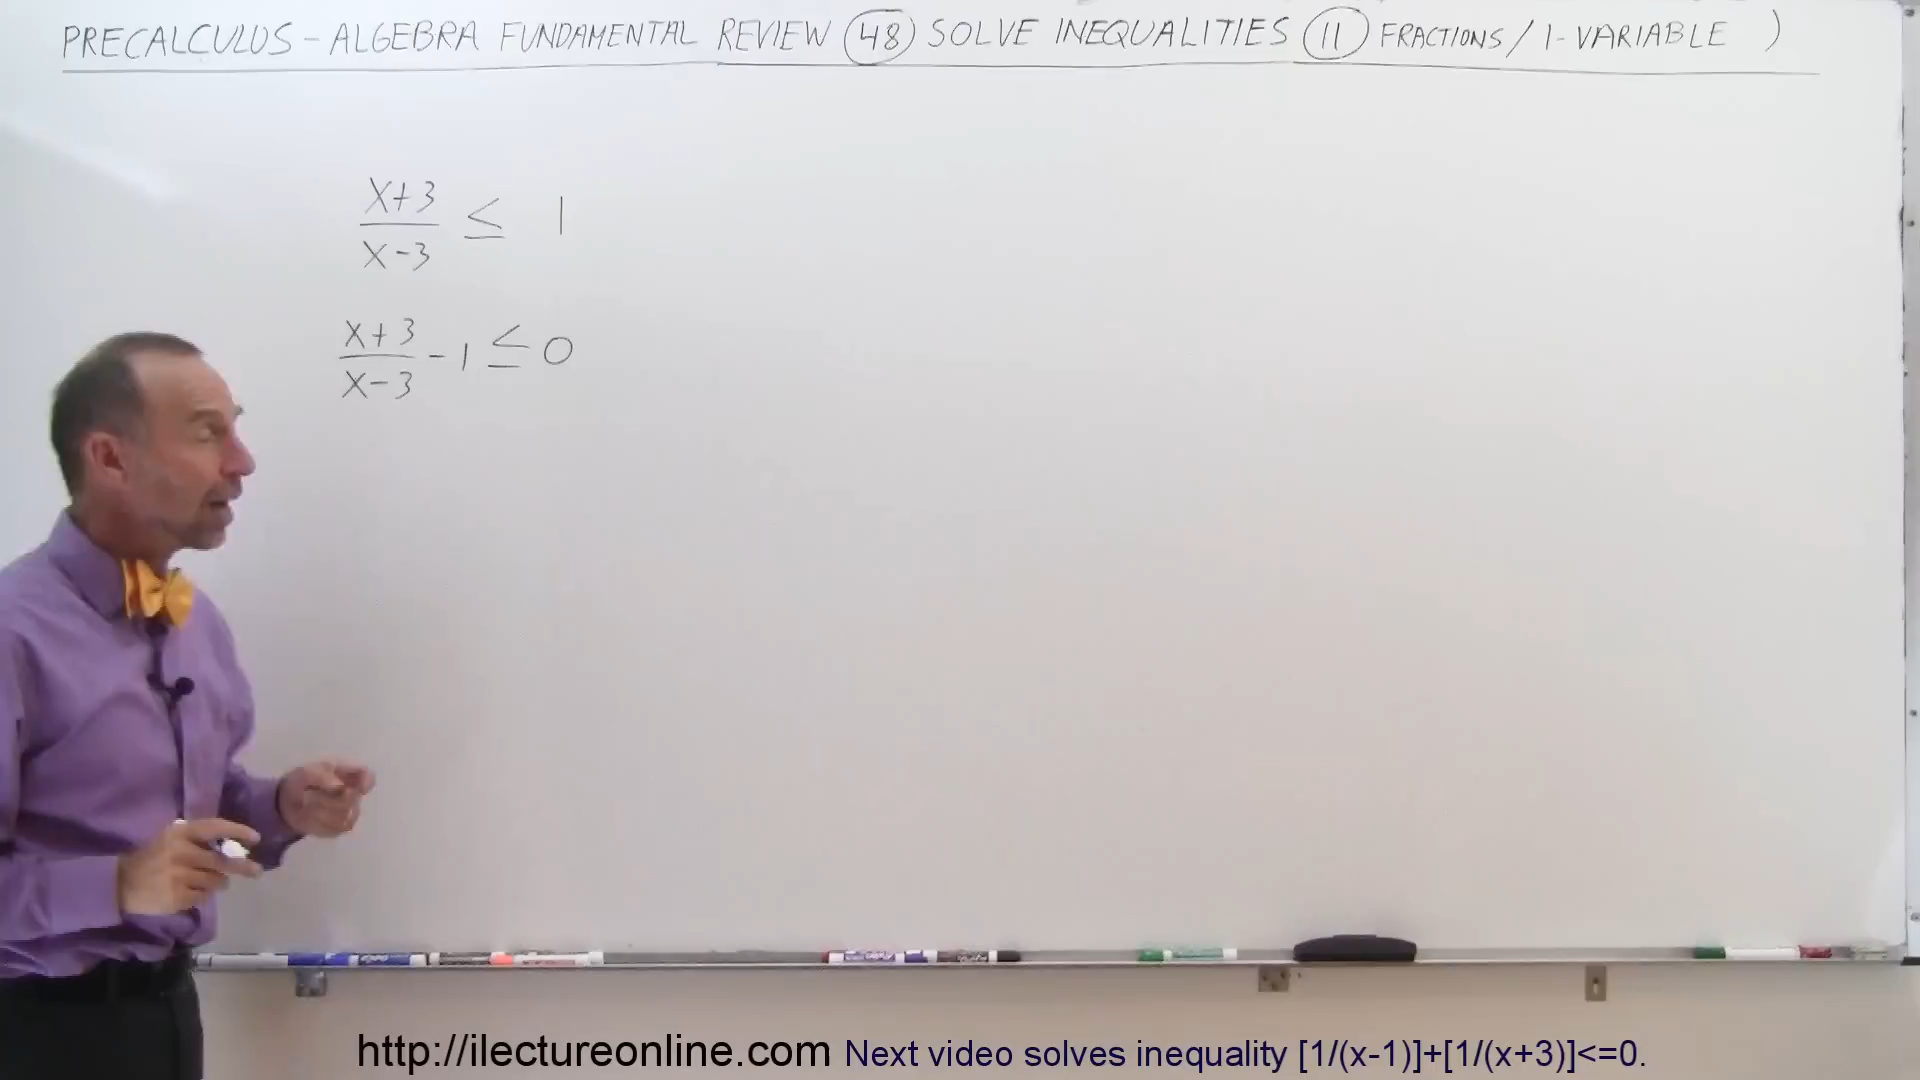 PRECALCULUS - ALGEBRA FUNDAMENTAL REVIEW (48) SOLVE INEQUALITIES (11) FRACTIONS / 1-VARIABLE )
X+3
—— ≤ 1
X-3
X+3
—— -1 ≤ 0
X-3
http://ilectureonline.com Next video solves inequality [1/(x-1)]+[1/(x+3)]<=0.